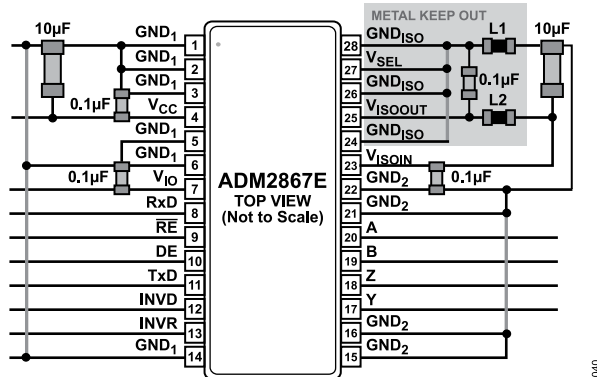 METAL KEEP OUT
10µF
GND1
1
28
GNDISO
L1
10µF
GND1
2
27
VSEL
GND1
3
26
GNDISO
0.1µF
0.1µF
VCC
4
25
VISOOUT
L2
GND1
5
24
GNDISO
GND1
6
23
VISOIN
0.1µF
VIO
7
ADM2867E
22
GND2
0.1µF
RxD
8
TOP VIEW
21
GND2
(Not to Scale)
RE
9
20
A
DE
10
19
B
TxD
11
18
Z
INVD
12
17
Y
INVR
13
16
GND2
GND1
14
15
GND2
040